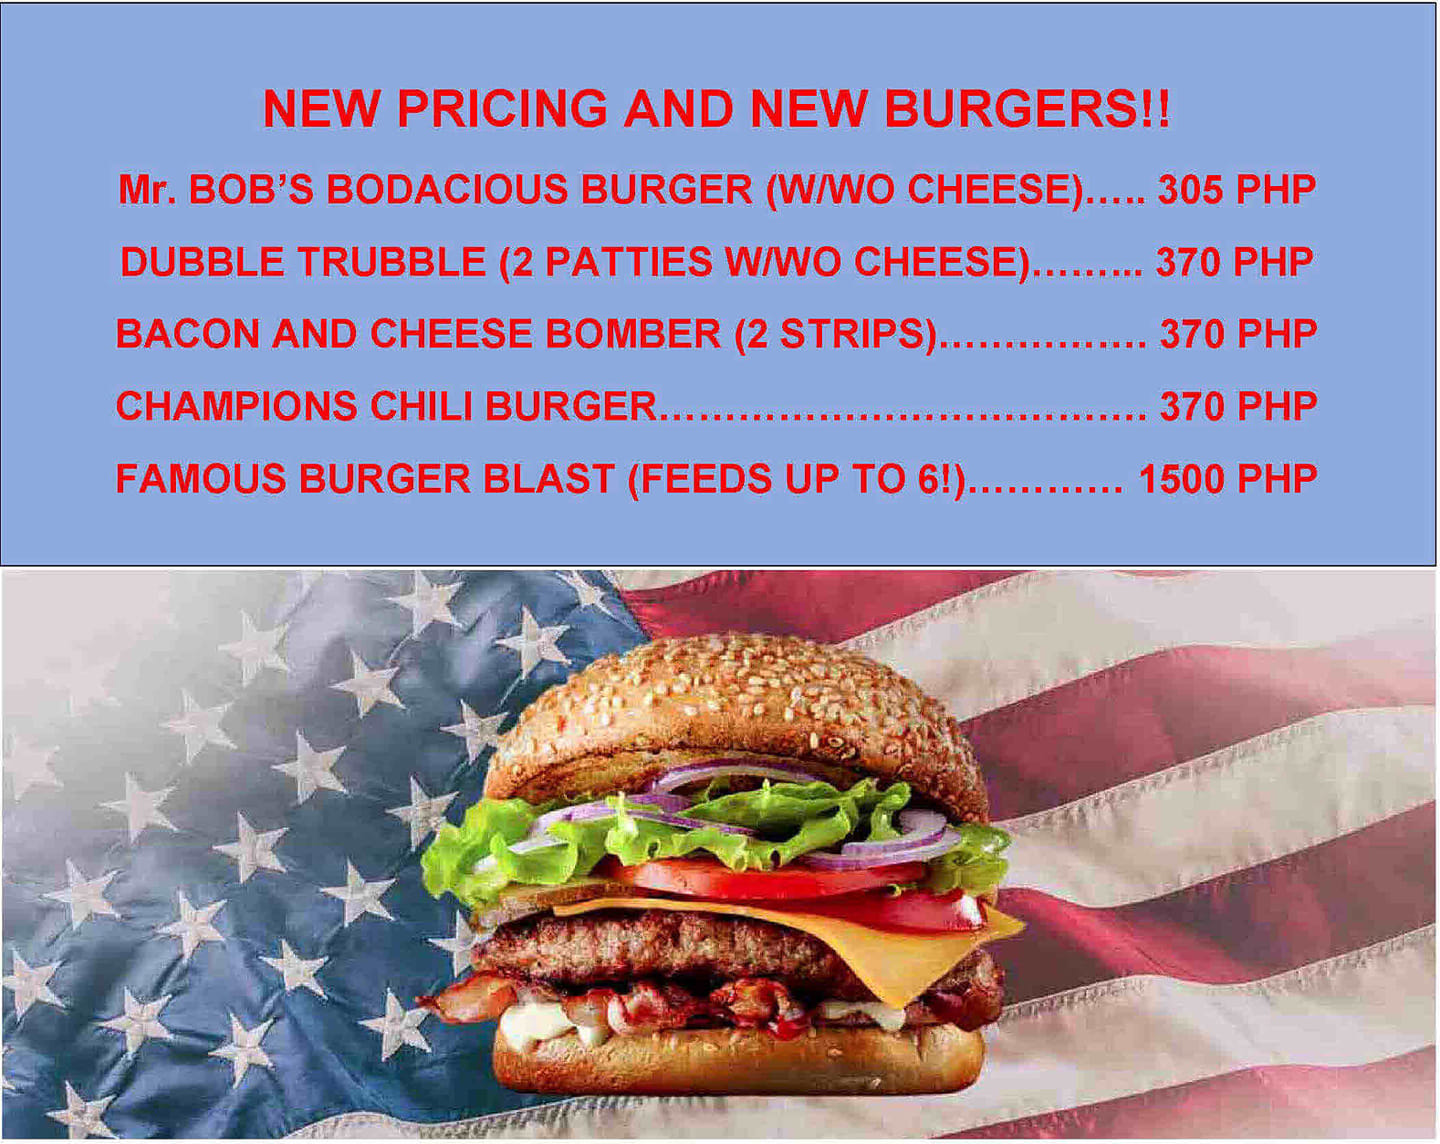 NEW PRICING AND NEW BURGERS!!
Mr. BOB’S BODACIOUS BURGER (W/WO CHEESE)….. 305 PHP
DUBBLE TRUBBLE (2 PATTIES W/WO CHEESE)……... 370 PHP
BACON AND CHEESE BOMBER (2 STRIPS)……………. 370 PHP
CHAMPIONS CHILI BURGER………………………………. 370 PHP
FAMOUS BURGER BLAST (FEEDS UP TO 6!)………… 1500 PHP